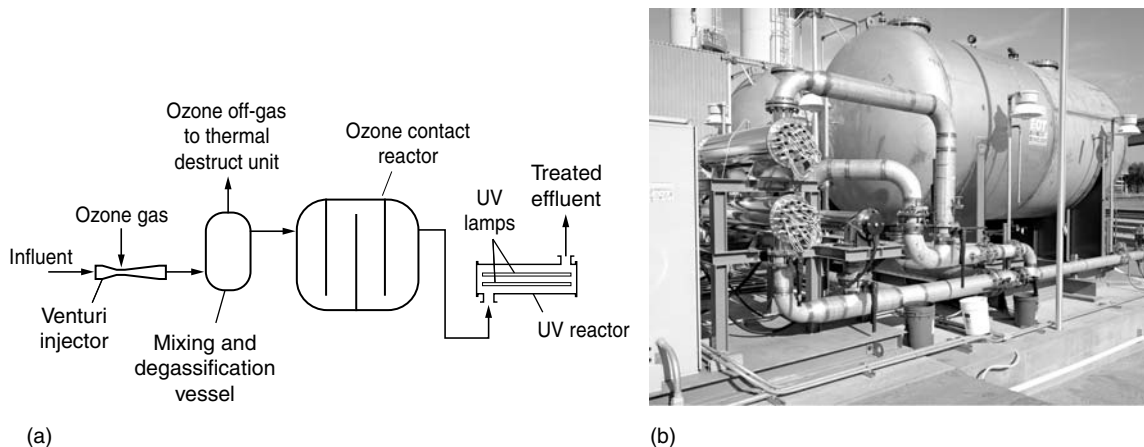 Ozone off-gas
to thermal
destruct unit
Ozone contact
reactor
Treated
effluent
UV
lamps
Ozone gas
Influent
Venturi
injector
Mixing and
degassification
vessel
UV reactor
(a)
(b)